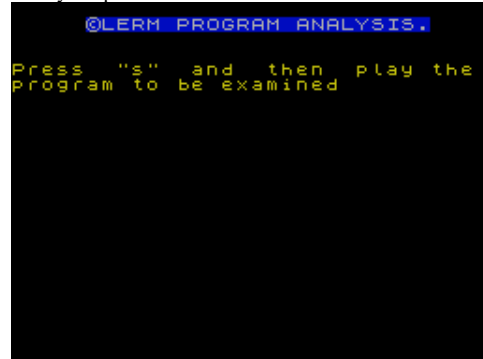 ©LERM PROGRAM ANALYSIS.
Press "s" and then play the
program to be examined